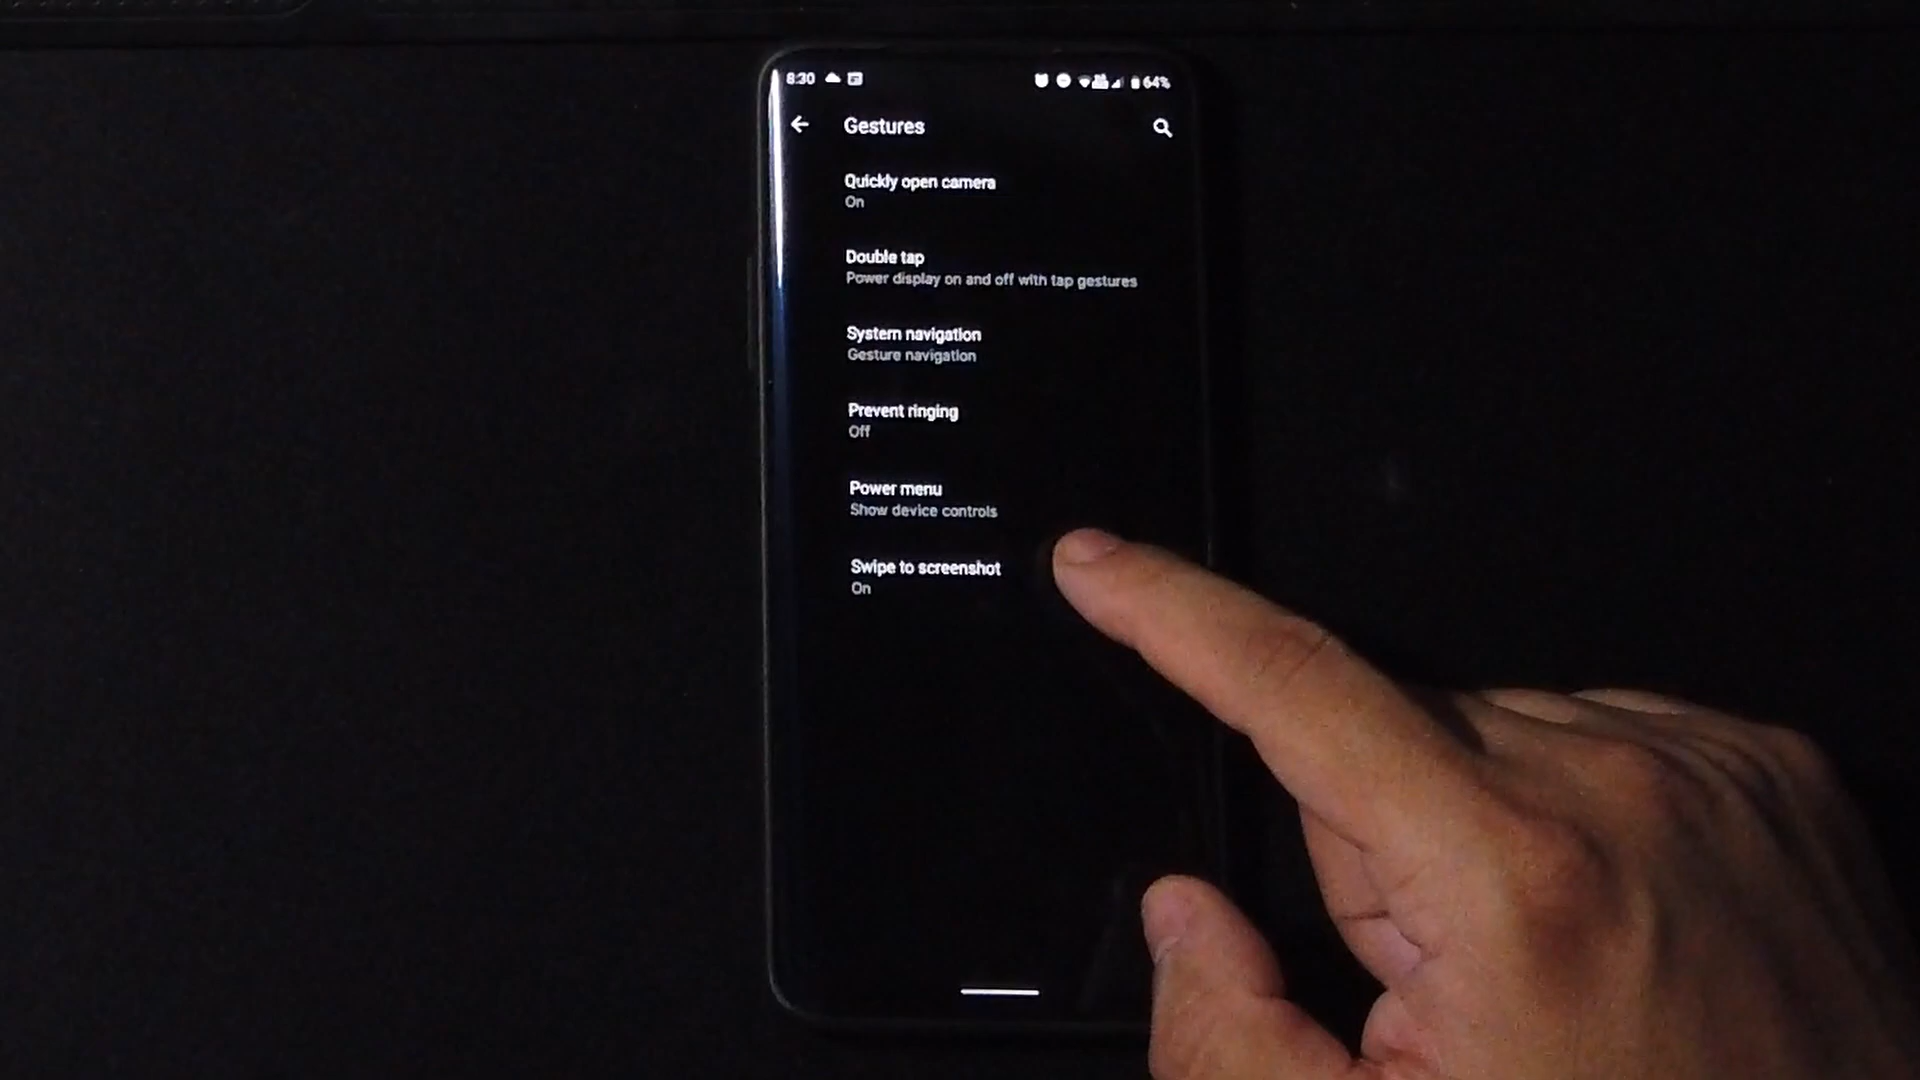 8:30 64%
Gestures
Quickly open camera
On
Double tap
Power display on and off with tap gestures
System navigation
Gesture navigation
Prevent ringing
Off
Power menu
Show device controls
Swipe to screenshot
On